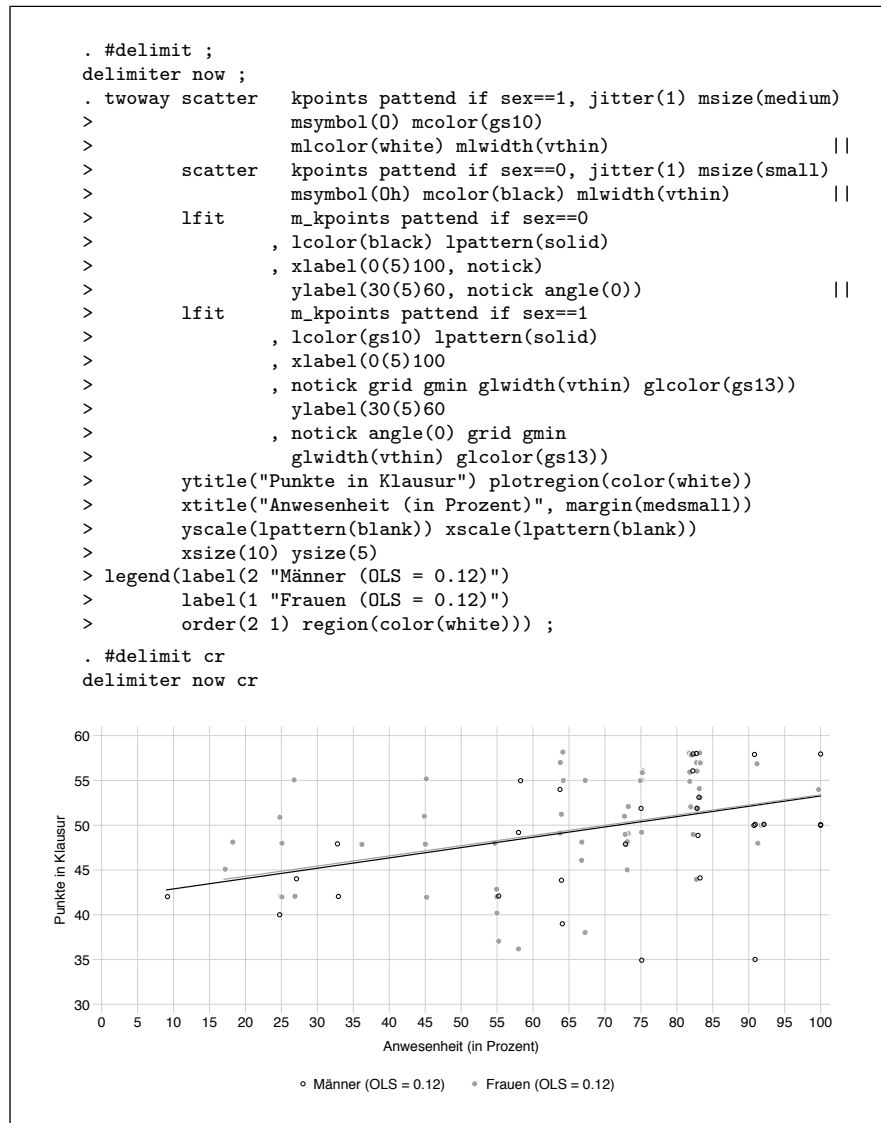 . #delimit ;
delimiter now ;
. twoway scatter   kpoints pattend if sex==1, jitter(1) msize(medium)
>                  msymbol(O) mcolor(gs10)
>                  mlcolor(white) mlwidth(vthin)                    ||
>        scatter   kpoints pattend if sex==0, jitter(1) msize(small)
>                  msymbol(Oh) mcolor(black) mlwidth(vthin)         ||
>        lfit      m_kpoints pattend if sex==0
>                , lcolor(black) lpattern(solid)
>                , xlabel(0(5)100, notick)
>                  ylabel(30(5)60, notick angle(0))                 ||
>        lfit      m_kpoints pattend if sex==1
>                , lcolor(gs10) lpattern(solid)
>                , xlabel(0(5)100
>                , notick grid gmin glwidth(vthin) glcolor(gs13))
>                  ylabel(30(5)60
>                , notick angle(0) grid gmin
>                  glwidth(vthin) glcolor(gs13))
>        ytitle("Punkte in Klausur") plotregion(color(white))
>        xtitle("Anwesenheit (in Prozent)", margin(medsmall))
>        yscale(lpattern(blank)) xscale(lpattern(blank))
>        xsize(10) ysize(5)
> legend(label(2 "Männer (OLS = 0.12)")
>        label(1 "Frauen (OLS = 0.12)")
>        order(2 1) region(color(white))) ;
. #delimit cr
delimiter now cr
60
55
50
45
40
35
30
Punkte in Klausur
0 5 10 15 20 25 30 35 40 45 50 55 60 65 70 75 80 85 90 95 100
Anwesenheit (in Prozent)
Männer (OLS = 0.12) Frauen (OLS = 0.12)